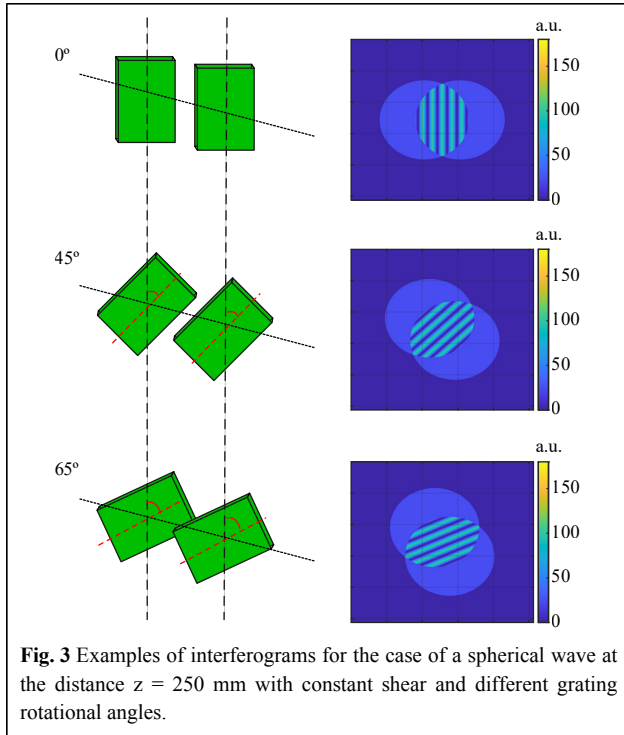 0º
a.u.
150
100
50
0
45º
a.u.
150
100
50
0
65º
a.u.
150
100
50
0
Fig. 3 Examples of interferograms for the case of a spherical wave at
the distance z = 250 mm with constant shear and different grating
rotational angles.